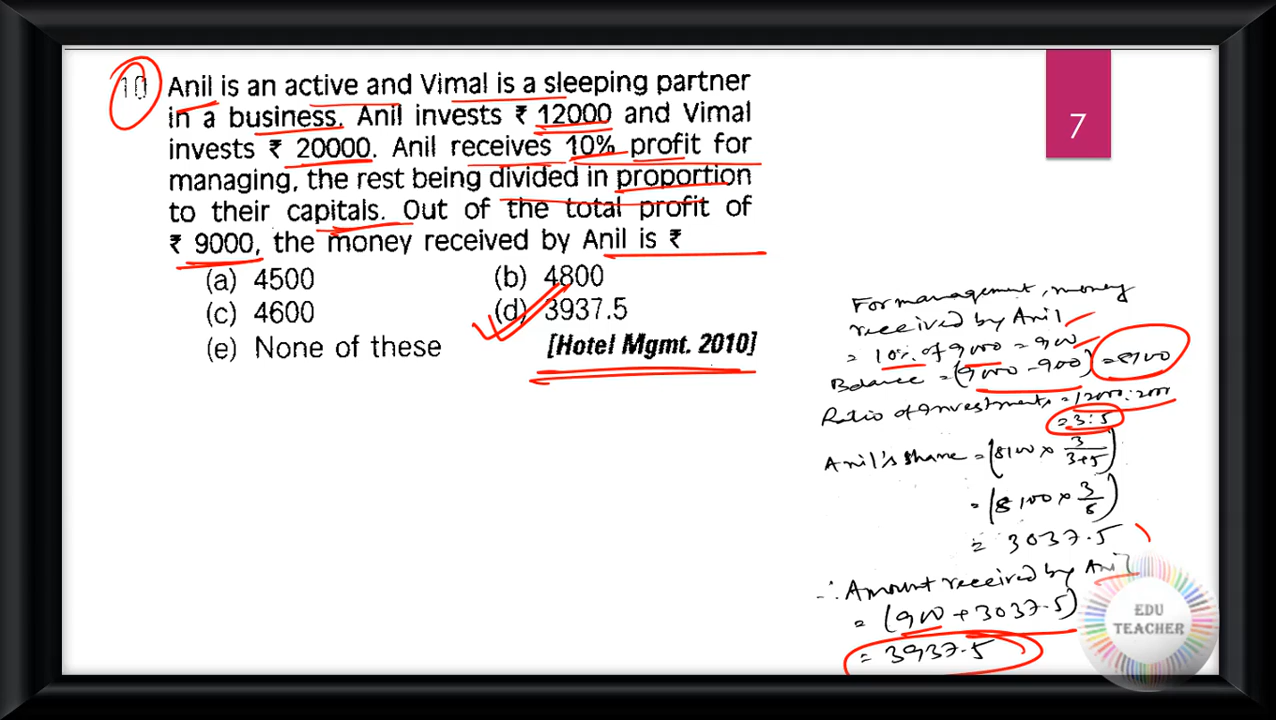 10 Anil is an active and Vimal is a sleeping partner
in a business. Anil invests ₹ 12000 and Vimal
invests ₹ 20000. Anil receives 10% profit for
managing, the rest being divided in proportion
to their capitals. Out of the total profit of
₹ 9000, the money received by Anil is ₹
(a) 4500 (b) 4800
(c) 4600 (d) 3937.5
(e) None of these [Hotel Mgmt. 2010]
7
For management, money
received by Anil
= 10% of 9000 = 900
Balance = (9000 - 900) = 8100
Ratio of Investments = 12000:2000
= 3:5
Anil's share = (8100 × 3/3+5)
= (8100 × 3/8)
= 3037.5
∴ Amount received by Anil
= (900 + 3037.5)
= 3937.5
EDU
TEACHER